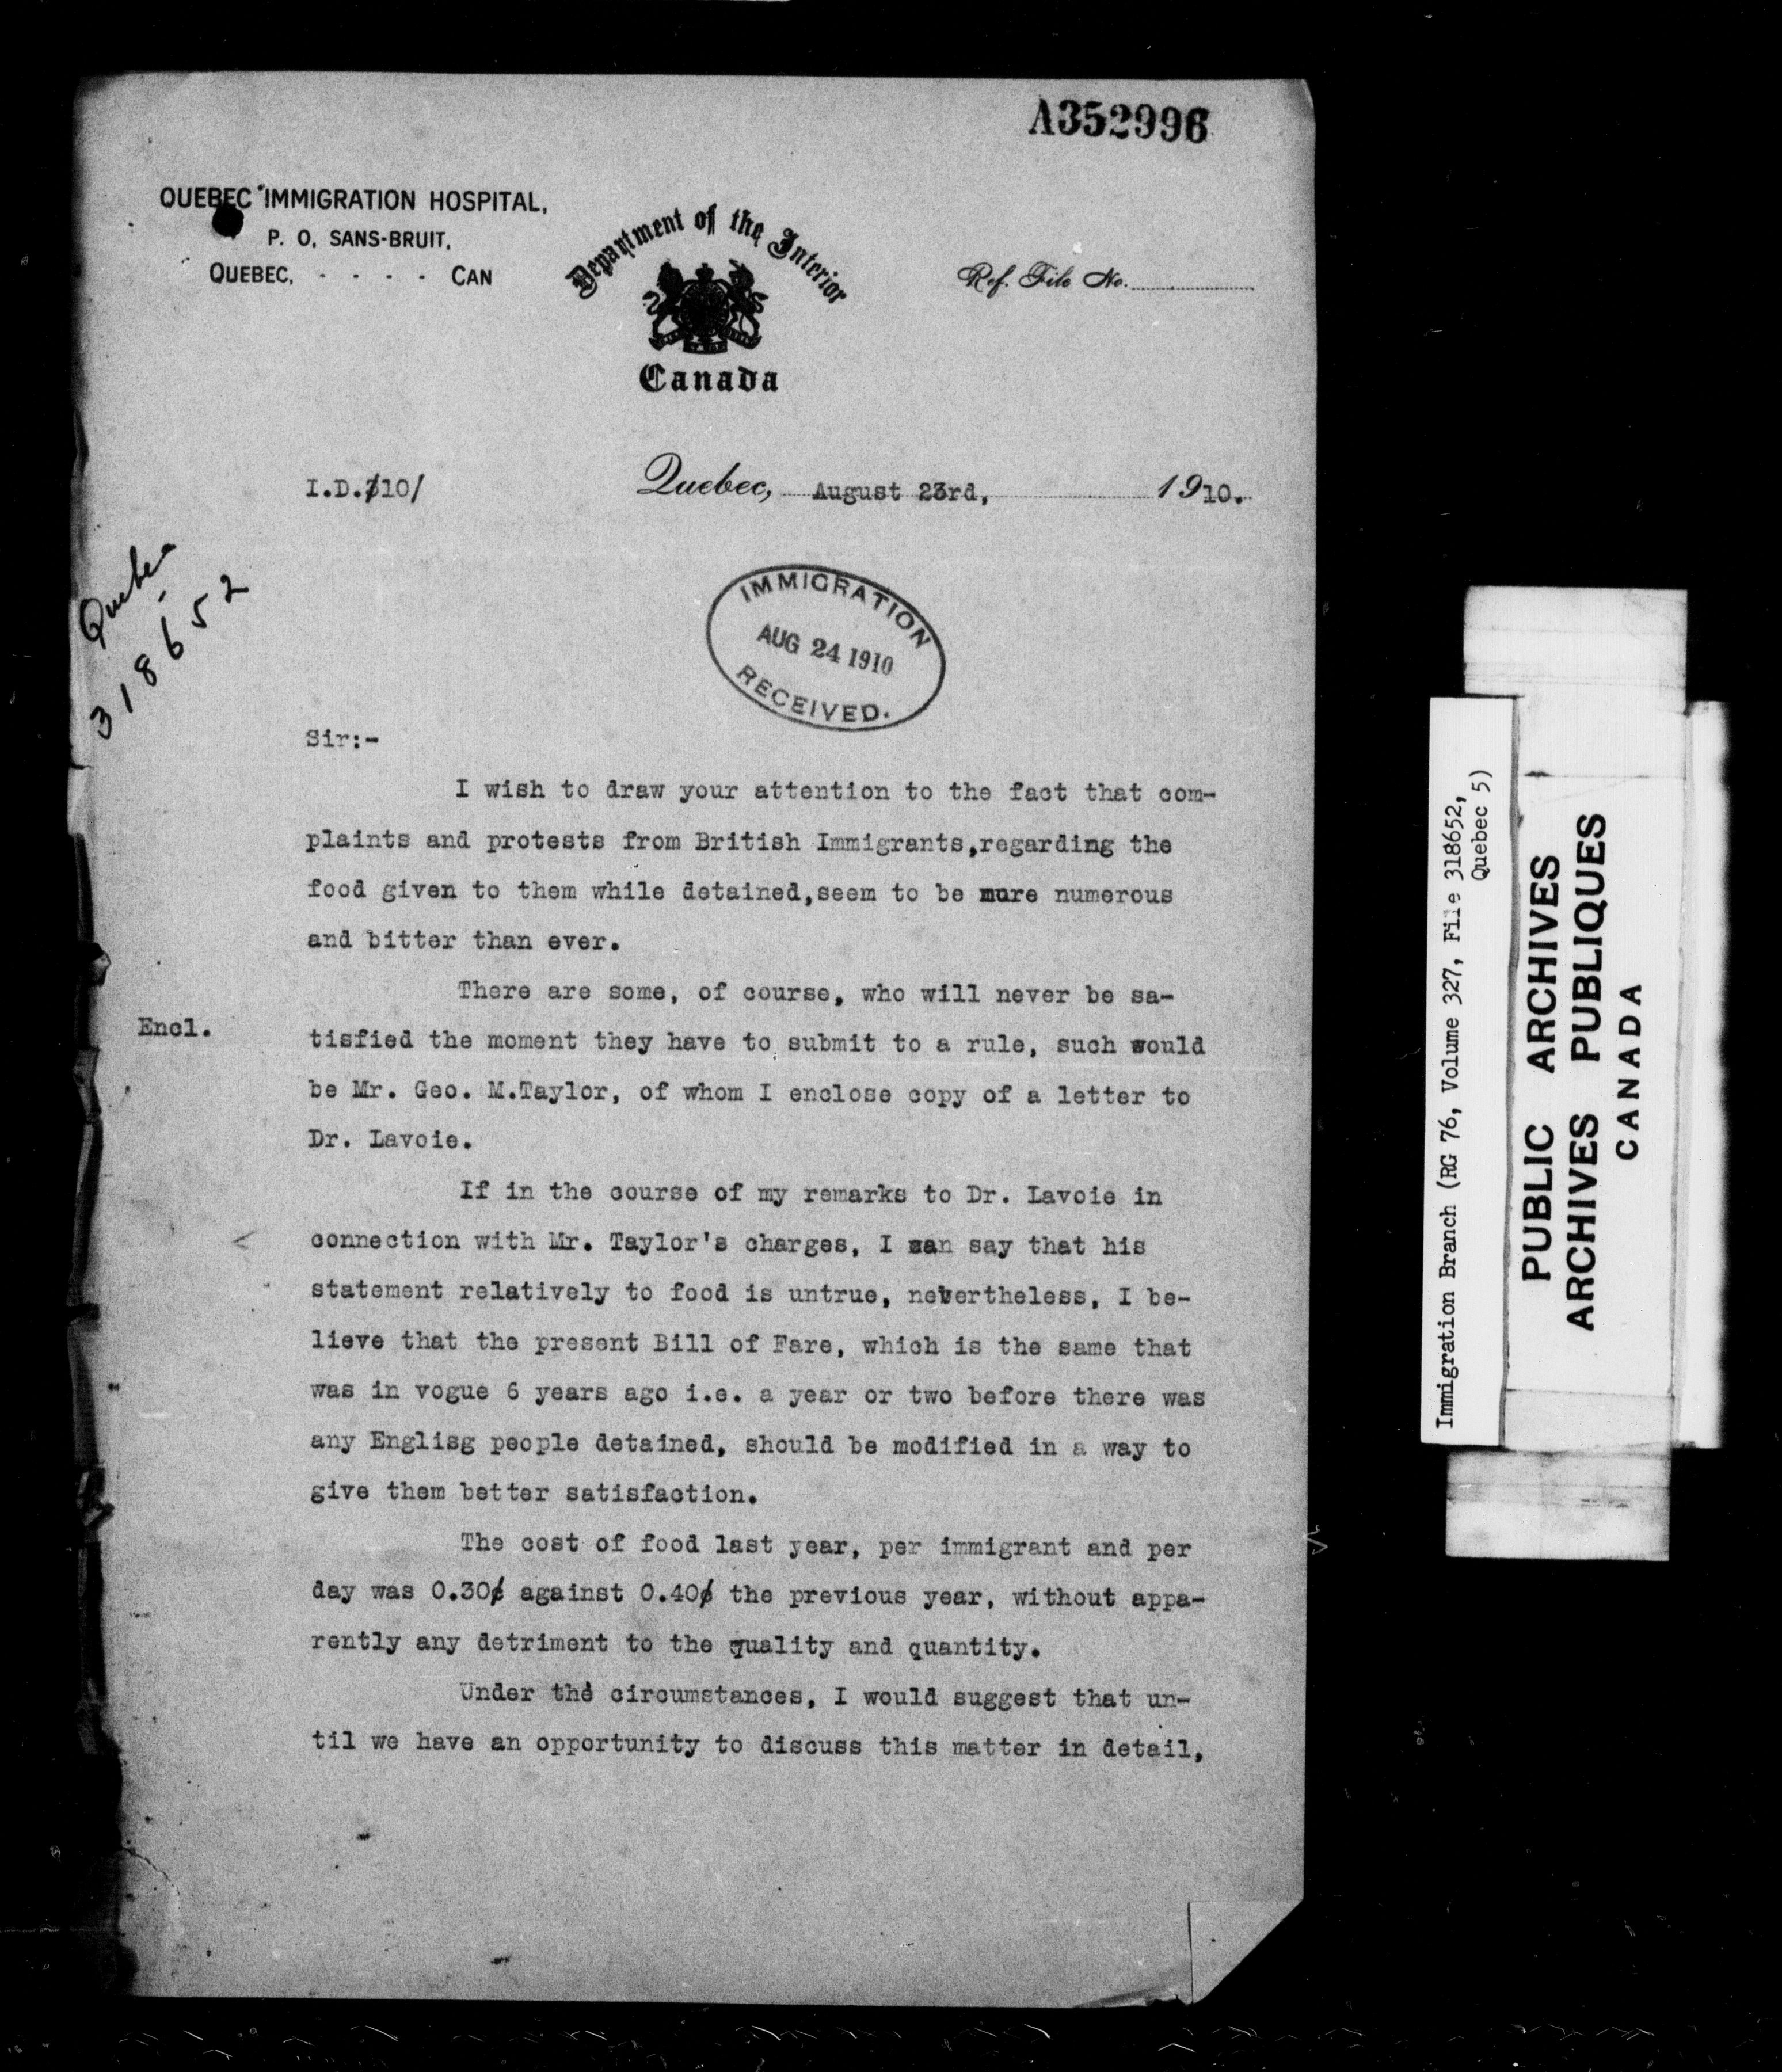 A352996
QUEBEC IMMIGRATION HOSPITAL,
P. O. SANS-BRUIT,
QUEBEC, - - - - CAN
Department of the Interior
Canada
Ref. File No.
I.D.10/
Quebec, August 23rd, 1910.
Quebec
318652
IMMIGRATION
AUG 24 1910
RECEIVED.
Sir:-
I wish to draw your attention to the fact that com-
plaints and protests from British Immigrants,regarding the
food given to them while detained,seem to be more numerous
and bitter than ever.
There are some, of course, who will never be sa-
Encl.
tisfied the moment they have to submit to a rule, such would
be Mr. Geo. M.Taylor, of whom I enclose copy of a letter to
Dr. Lavoie.
If in the course of my remarks to Dr. Lavoie in
connection with Mr. Taylor's charges, I can say that his
statement relatively to food is untrue, nevertheless, I be-
lieve that the present Bill of Fare, which is the same that
was in vogue 6 years ago i.e. a year or two before there was
any Englisg people detained, should be modified in a way to
give them better satisfaction.
The cost of food last year, per immigrant and per
day was 0.30¢ against 0.40¢ the previous year, without appa-
rently any detriment to the quality and quantity.
Under the circumstances, I would suggest that un-
til we have an opportunity to discuss this matter in detail,
Immigration Branch (RG 76, Volume 327, File 318652,
Quebec 5)
PUBLIC ARCHIVES
ARCHIVES PUBLIQUES
CANADA